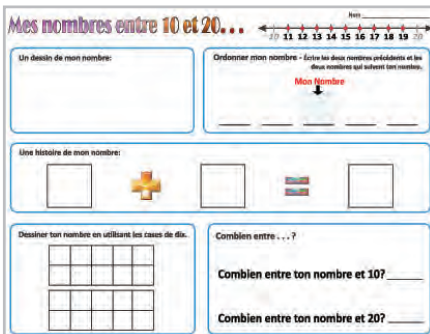 Mes nombres entre 10 et 20...
Nom
10 11 12 13 14 15 16 17 18 19 20
Un dessin de mon nombre:
Ordonner mon nombre - Écrire les deux nombres précédents et les
deux nombres qui suivent ton nombre.
Mon Nombre
Une histoire de mon nombre:
+
=
Dessiner ton nombre en utilisant les cases de dix.
Combien entre . . . ?
Combien entre ton nombre et 10?
Combien entre ton nombre et 20?